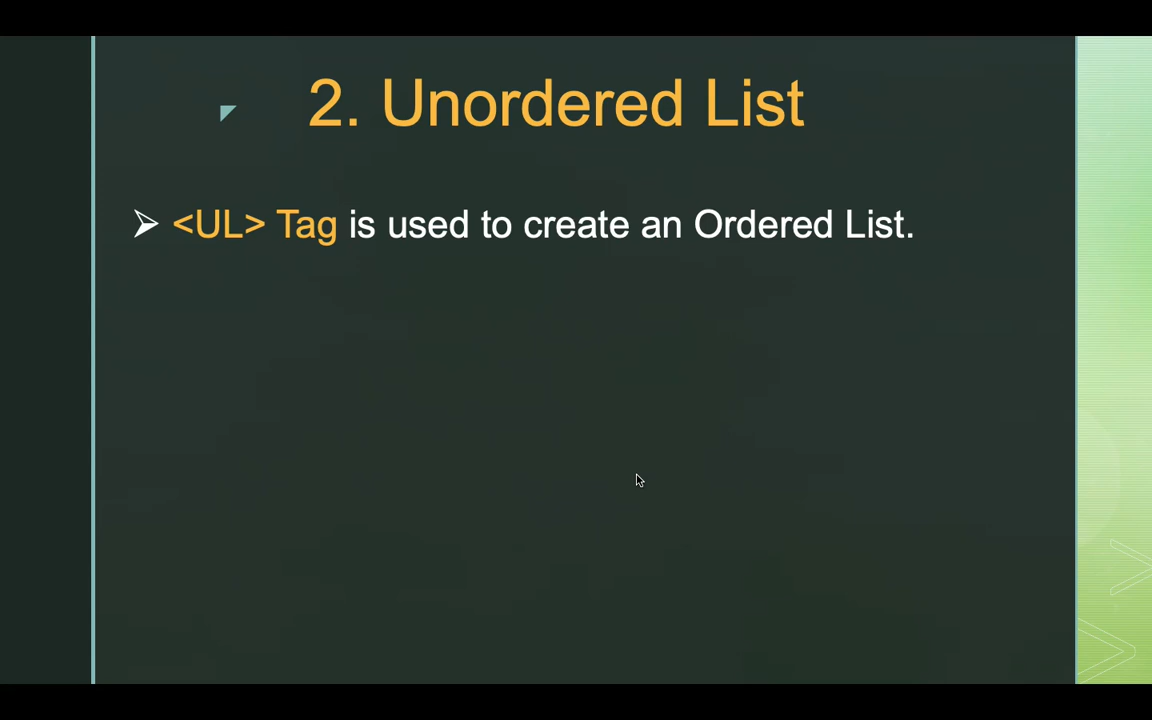 2. Unordered List
<UL> Tag is used to create an Ordered List.